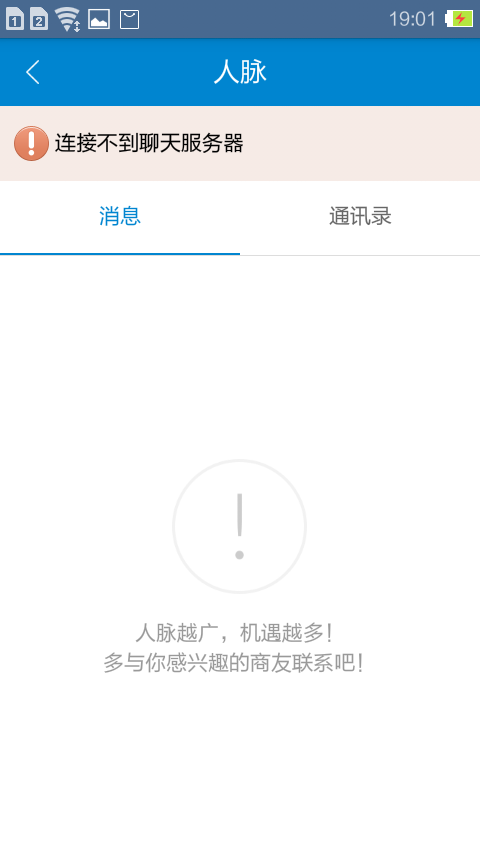 1 2 19:01
人脉
连接不到聊天服务器
消息 通讯录
人脉越广，机遇越多！
多与你感兴趣的商友联系吧！